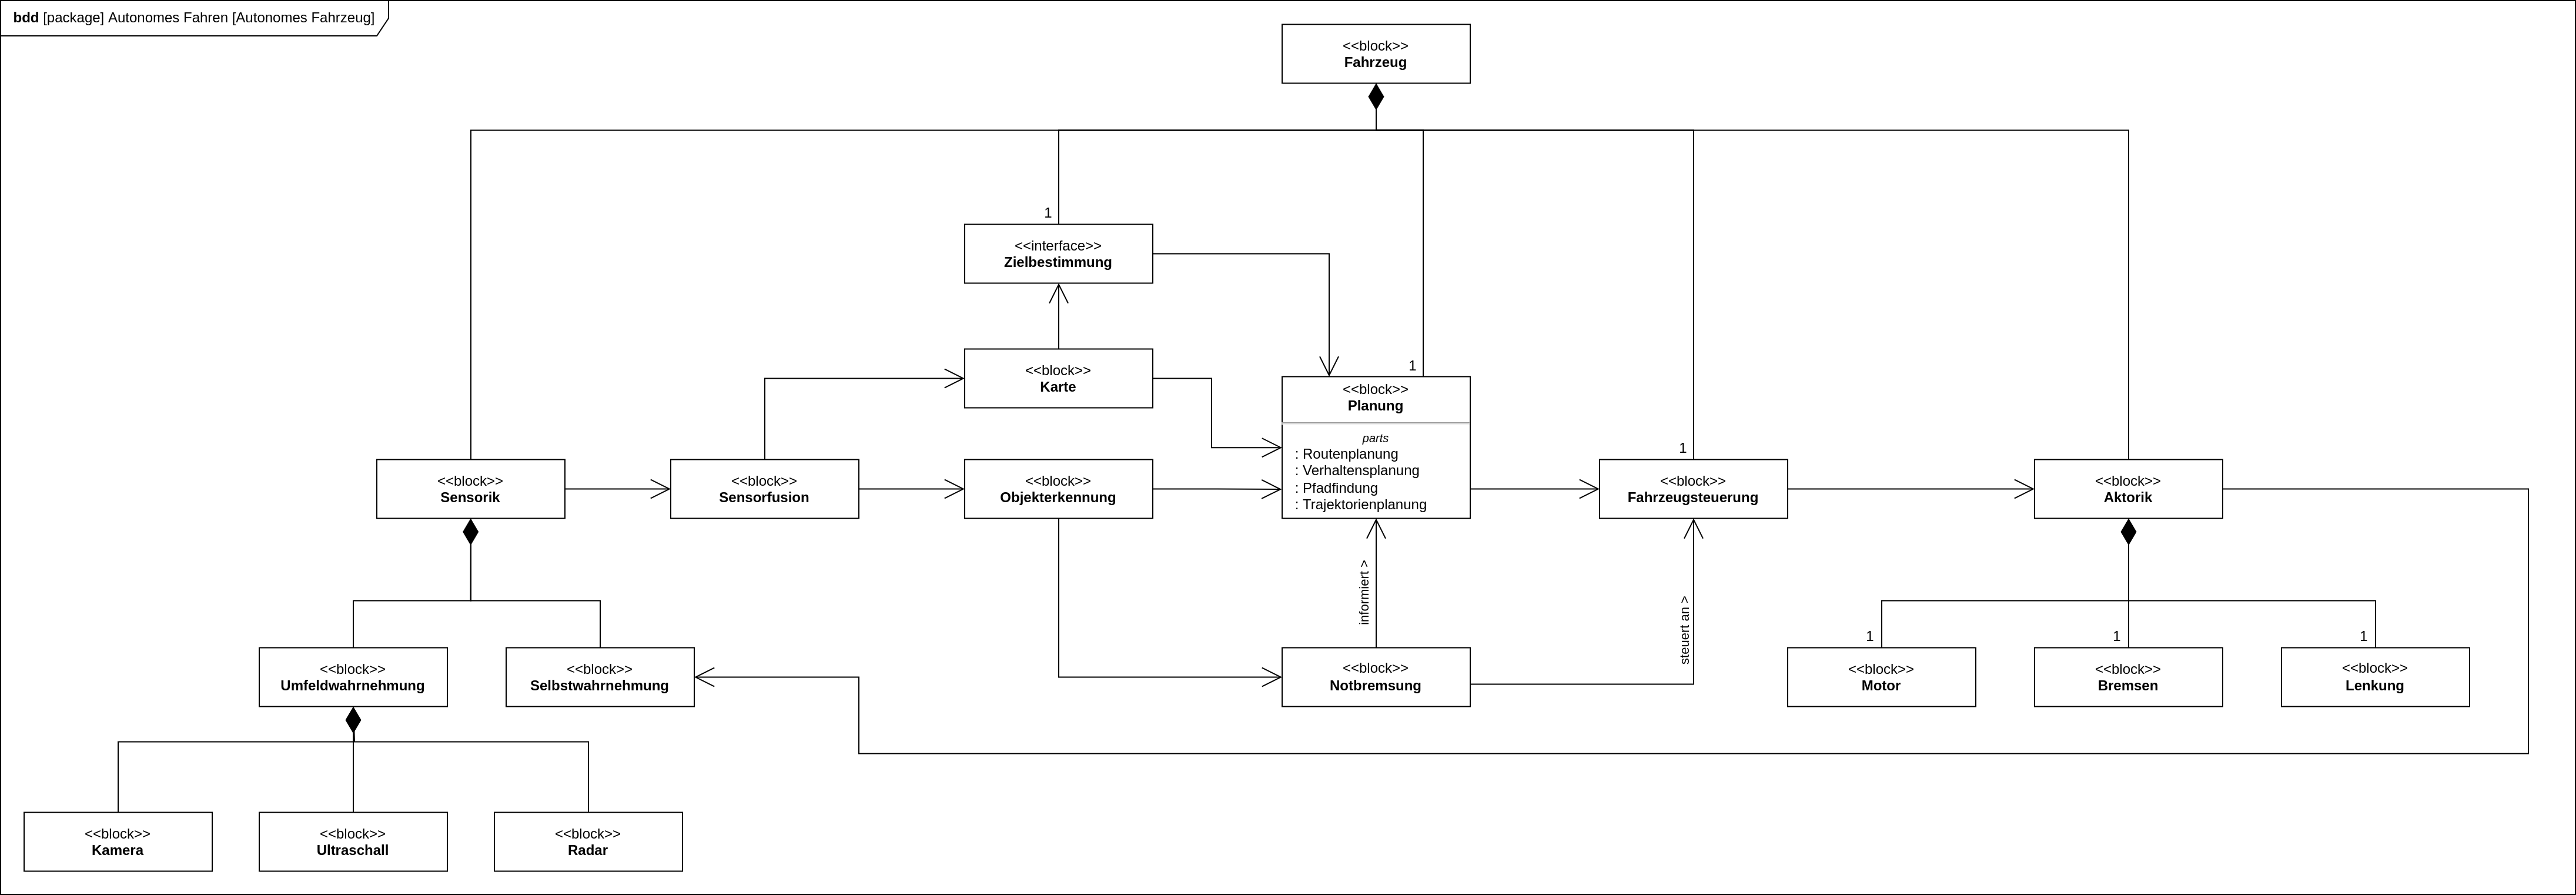 bdd [package] Autonomes Fahren [Autonomes Fahrzeug]
<<block>>
Fahrzeug
1
<<interface>>
Zielbestimmung
<<block>>
Karte
1
<<block>>
Planung
parts
: Routenplanung
: Verhaltensplanung
: Pfadfindung
: Trajektorienplanung
<<block>>
Sensorik
<<block>>
Sensorfusion
<<block>>
Objekterkennung
1
<<block>>
Fahrzeugsteuerung
<<block>>
Aktorik
informiert >
steuert an >
<<block>>
Umfeldwahrnehmung
<<block>>
Selbstwahrnehmung
<<block>>
Notbremsung
1
<<block>>
Motor
1
<<block>>
Bremsen
1
<<block>>
Lenkung
<<block>>
Kamera
<<block>>
Ultraschall
<<block>>
Radar